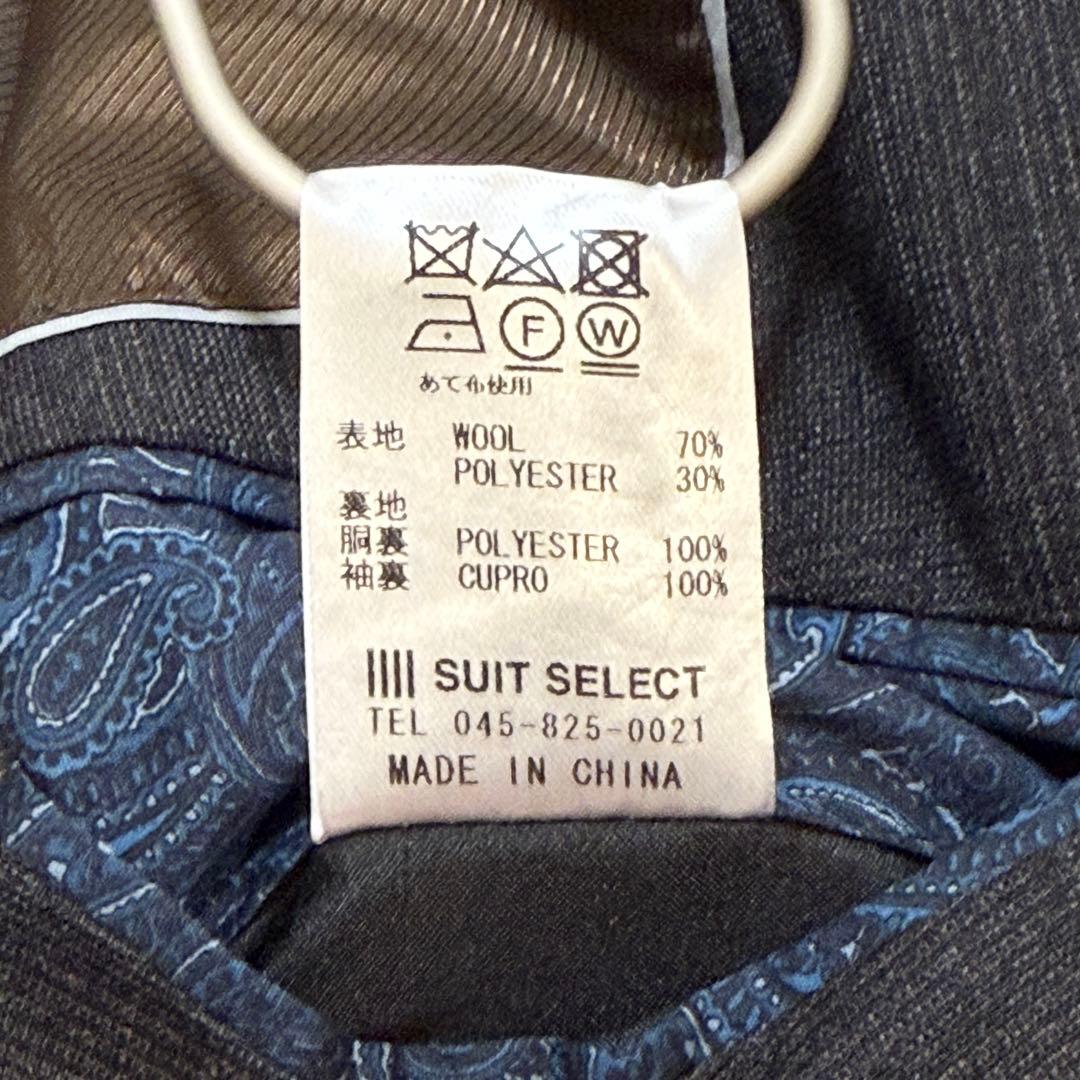 F W
あて布使用
表地 WOOL 70%
POLYESTER 30%
裏地
胴裏 POLYESTER 100%
袖裏 CUPRO 100%
SUIT SELECT
TEL 045-825-0021
MADE IN CHINA